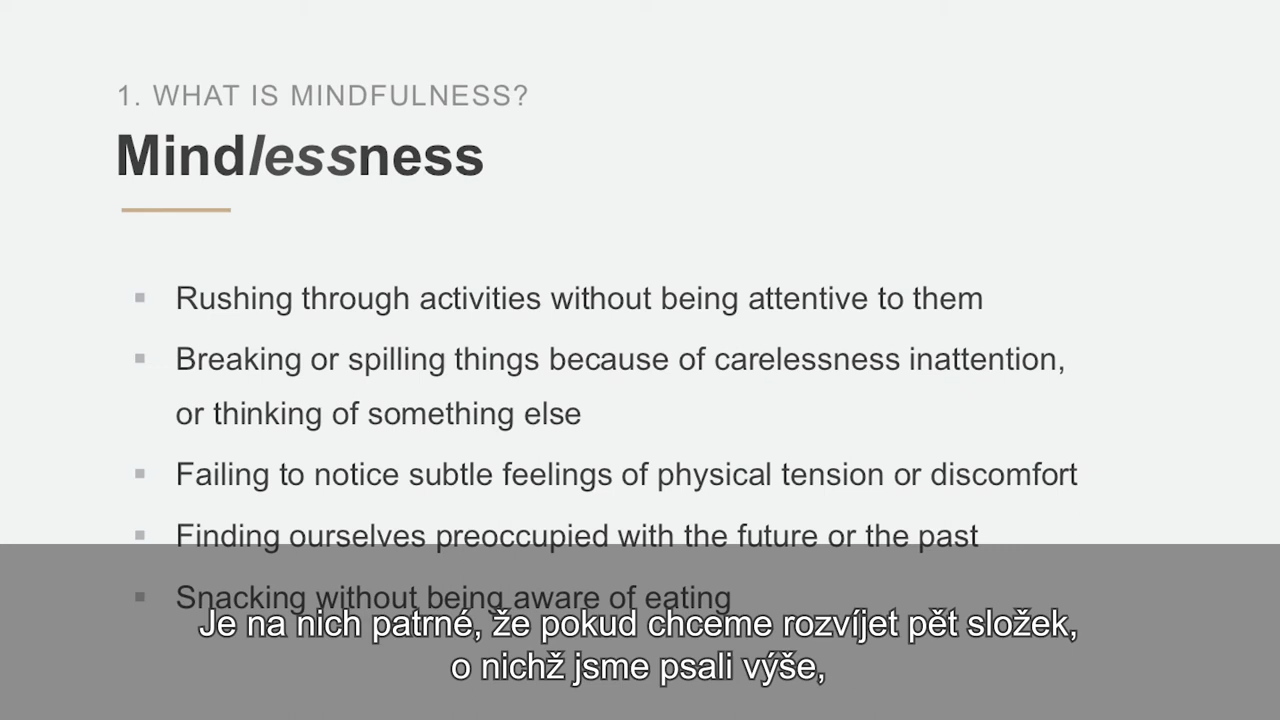 1. WHAT IS MINDFULNESS?
Mindlessness
▪ Rushing through activities without being attentive to them
▪ Breaking or spilling things because of carelessness inattention,
or thinking of something else
▪ Failing to notice subtle feelings of physical tension or discomfort
▪ Finding ourselves preoccupied with the future or the past
▪ Snacking without being aware of eating
Je na nich patrné, že pokud chceme rozvíjet pět složek,
o nichž jsme psali výše,